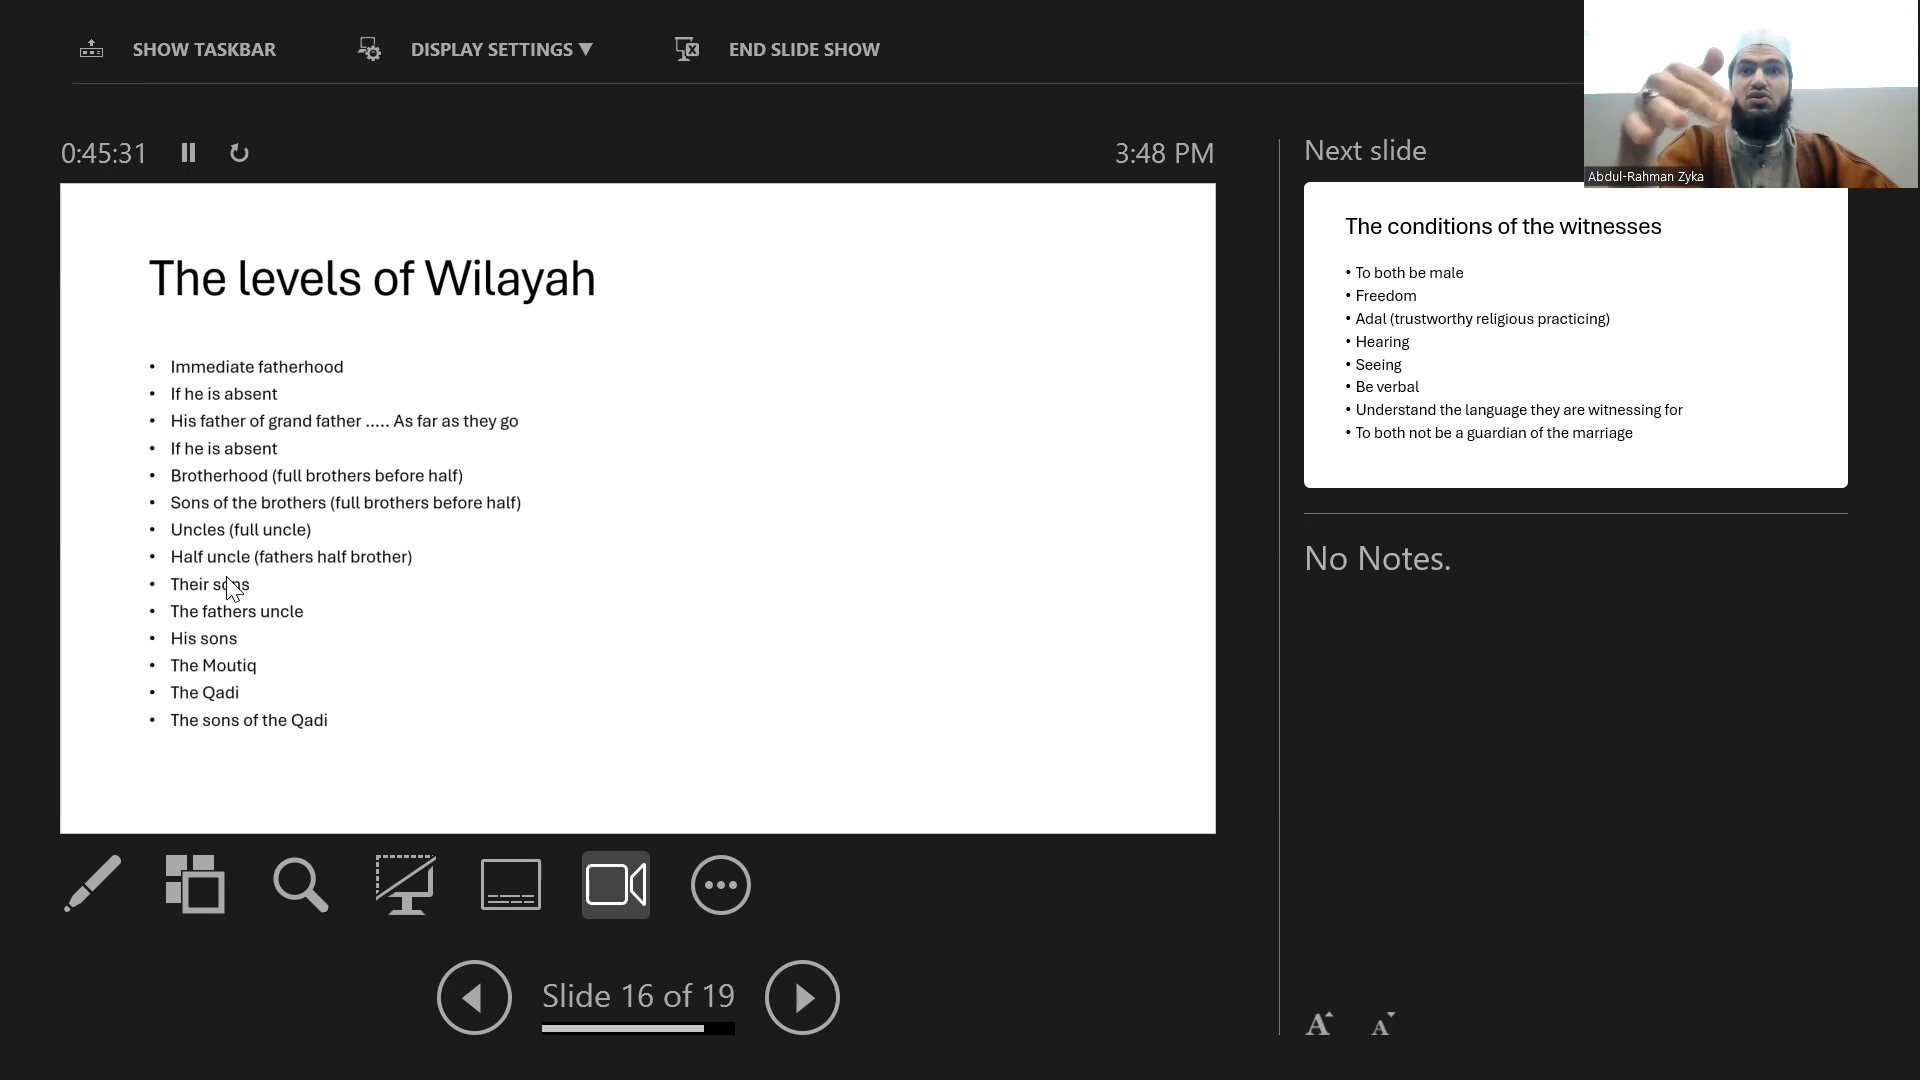 SHOW TASKBAR
DISPLAY SETTINGS ▼
END SLIDE SHOW
0:45:31
3:48 PM
The levels of Wilayah
• Immediate fatherhood
• If he is absent
• His father of grand father ..... As far as they go
• If he is absent
• Brotherhood (full brothers before half)
• Sons of the brothers (full brothers before half)
• Uncles (full uncle)
• Half uncle (fathers half brother)
• Their sons
• The fathers uncle
• His sons
• The Moutiq
• The Qadi
• The sons of the Qadi
Slide 16 of 19
Next slide
Abdul-Rahman Zyka
The conditions of the witnesses
• To both be male
• Freedom
• Adal (trustworthy religious practicing)
• Hearing
• Seeing
• Be verbal
• Understand the language they are witnessing for
• To both not be a guardian of the marriage
No Notes.
A A